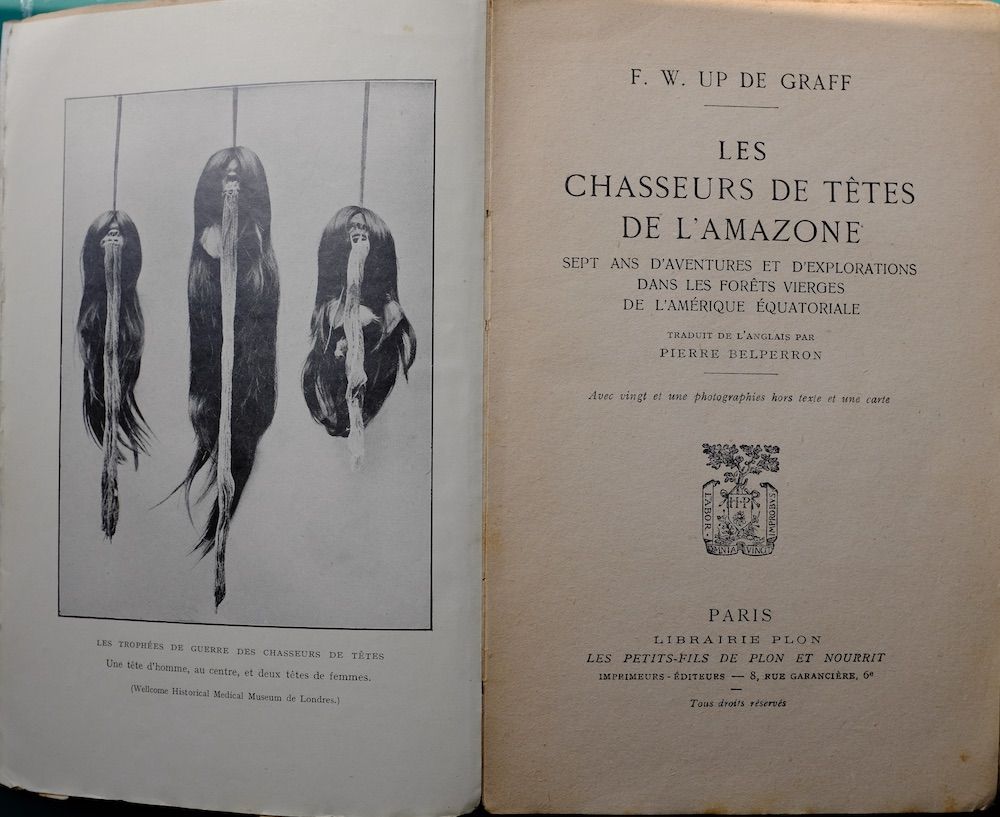 LES TROPHÉES DE GUERRE DES CHASSEURS DE TÊTES
Une tête d'homme, au centre, et deux têtes de femmes.
(Wellcome Historical Medical Museum de Londres.)
F. W. UP DE GRAFF
LES
CHASSEURS DE TÊTES
DE L'AMAZONE
SEPT ANS D'AVENTURES ET D'EXPLORATIONS
DANS LES FORÊTS VIERGES
DE L'AMÉRIQUE ÉQUATORIALE
TRADUIT DE L'ANGLAIS PAR
PIERRE BELPERRON
Avec vingt et une photographies hors texte et une carte
LABOR
H·P
IMPROBUS
OMNIA VINCIT
PARIS
LIBRAIRIE PLON
LES PETITS-FILS DE PLON ET NOURRIT
IMPRIMEURS-ÉDITEURS — 8, RUE GARANCIÈRE, 6e
Tous droits réservés